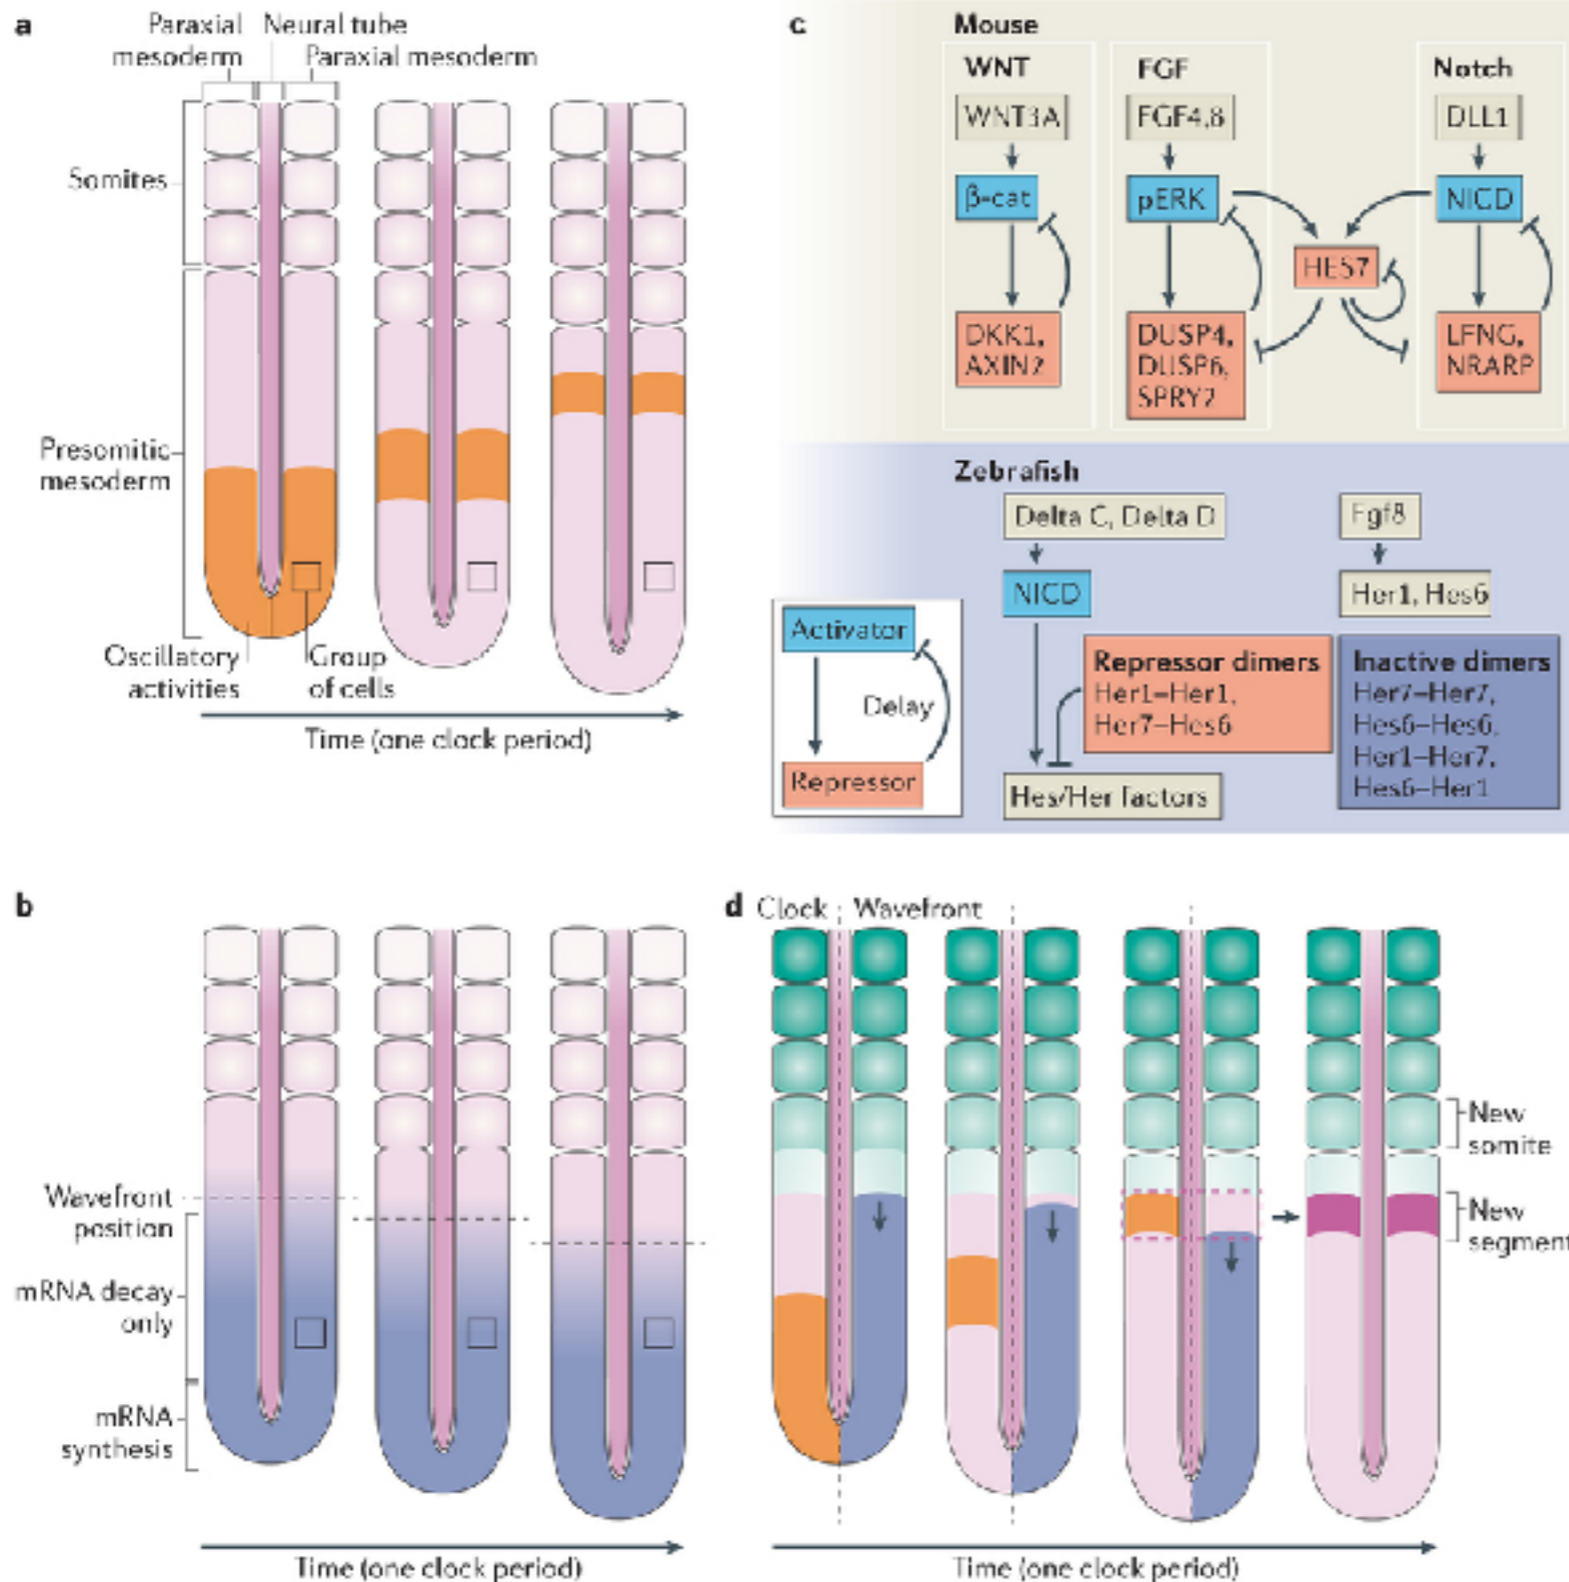 a
Paraxial
mesoderm
Neural tube
Paraxial mesoderm
Somites
Presomitic
mesoderm
Oscillatory
activities
Group
of cells
Time (one clock period)
c
Mouse
WNT
WNT3A
β-cat
DKK1,
AXIN2
FGF
FGF4,8
pERK
DUSP4,
DUSP6,
SPRY2
HES7
Notch
DLL1
NICD
LFNG,
NRARP
Zebrafish
Delta C, Delta D
NICD
Hes/Her factors
Fgf8
Her1, Hes6
Repressor dimers
Her1–Her1,
Her7–Hes6
Inactive dimers
Her7–Her7,
Hes6–Hes6,
Her1–Her7,
Hes6–Her1
Activator
Delay
Repressor
b
Wavefront
position
mRNA decay
only
mRNA
synthesis
Time (one clock period)
d
Clock
Wavefront
New
somite
New
segment
Time (one clock period)